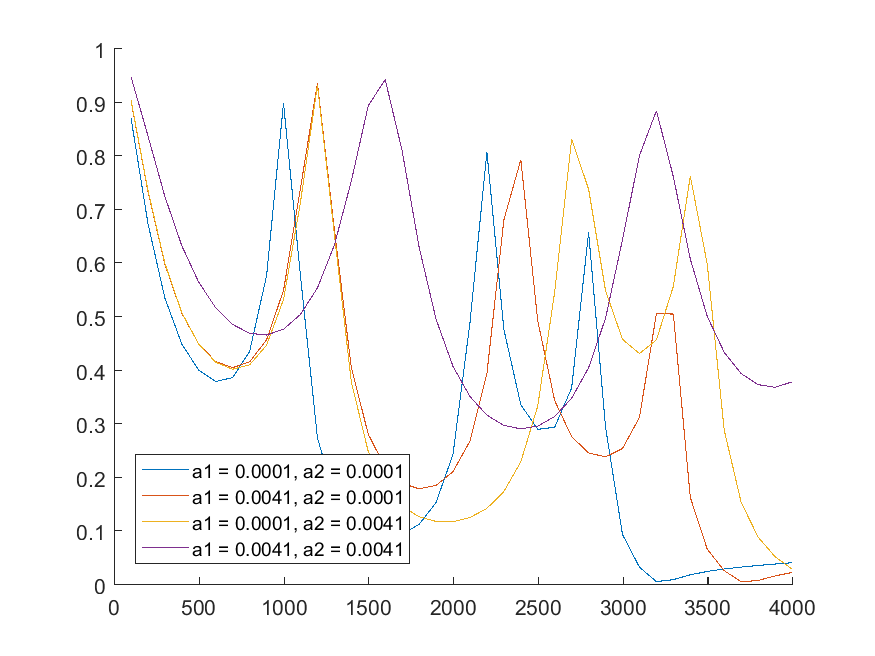 1
0.9
0.8
0.7
0.6
0.5
0.4
0.3
0.2
0.1
0
a1 = 0.0001, a2 = 0.0001
a1 = 0.0041, a2 = 0.0001
a1 = 0.0001, a2 = 0.0041
a1 = 0.0041, a2 = 0.0041
0 500 1000 1500 2000 2500 3000 3500 4000